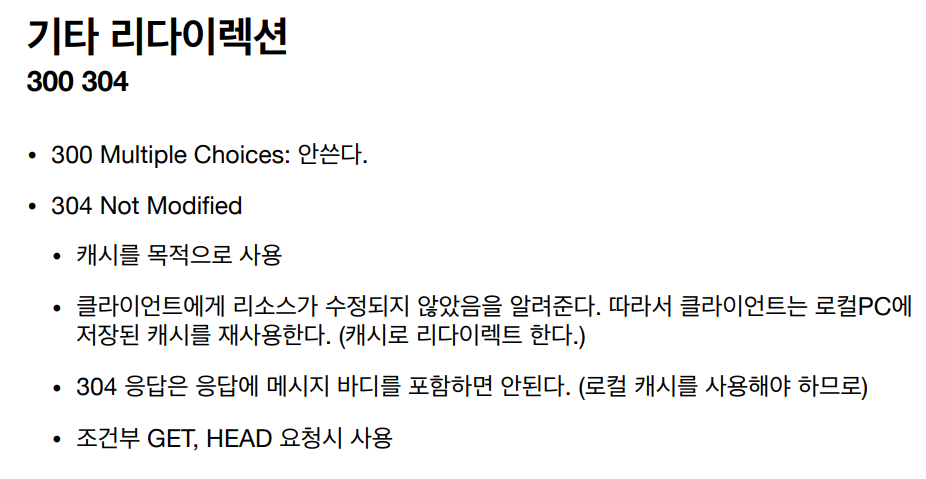 기타 리다이렉션
300 304
• 300 Multiple Choices: 안쓴다.
• 304 Not Modified
• 캐시를 목적으로 사용
• 클라이언트에게 리소스가 수정되지 않았음을 알려준다. 따라서 클라이언트는 로컬PC에
저장된 캐시를 재사용한다. (캐시로 리다이렉트 한다.)
• 304 응답은 응답에 메시지 바디를 포함하면 안된다. (로컬 캐시를 사용해야 하므로)
• 조건부 GET, HEAD 요청시 사용